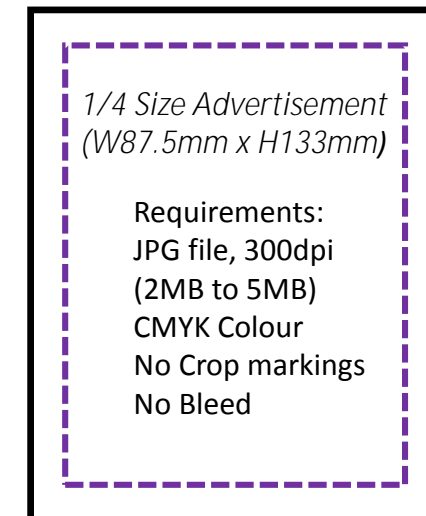 1/4 Size Advertisement
(W87.5mm x H133mm)
Requirements:
JPG file, 300dpi
(2MB to 5MB)
CMYK Colour
No Crop markings
No Bleed